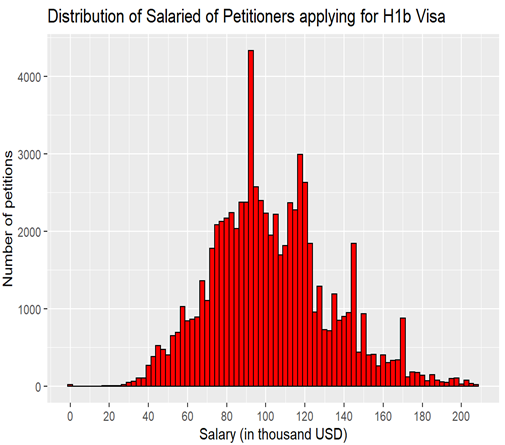 Distribution of Salaried of Petitioners applying for H1b Visa
Number of petitions
4000
3000
2000
1000
0
0 20 40 60 80 100 120 140 160 180 200
Salary (in thousand USD)